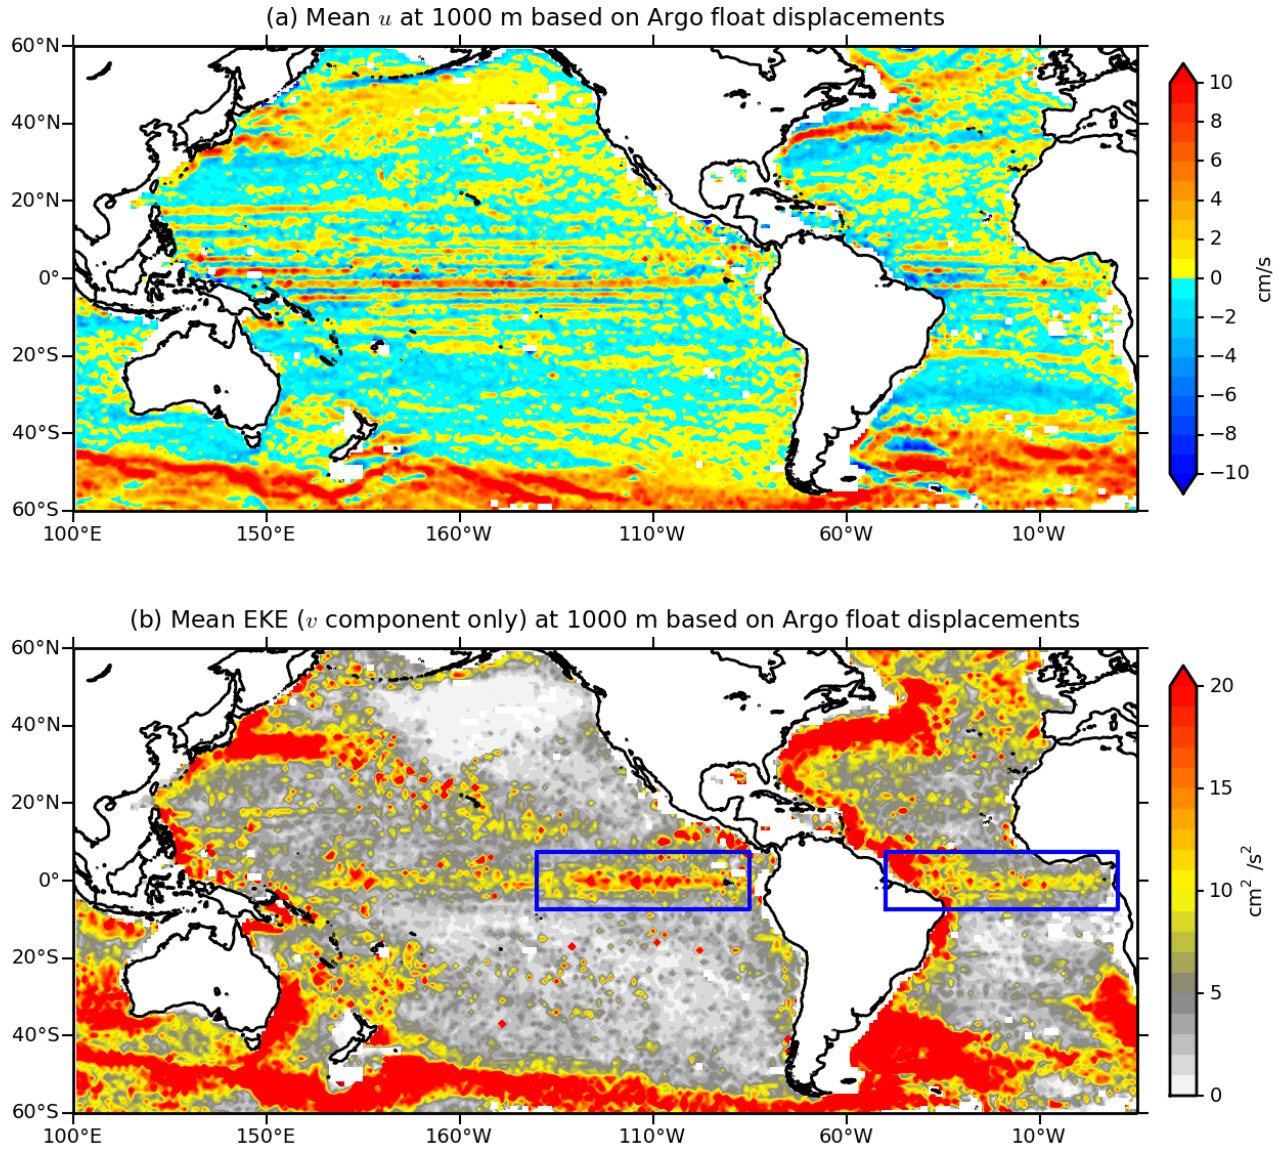 (a) Mean u at 1000 m based on Argo float displacements
60°N
40°N
20°N
0°
20°S
40°S
60°S
100°E 150°E 160°W 110°W 60°W 10°W
10
8
6
4
2
0
−2
−4
−6
−8
−10
cm/s
(b) Mean EKE (v component only) at 1000 m based on Argo float displacements
60°N
40°N
20°N
0°
20°S
40°S
60°S
100°E 150°E 160°W 110°W 60°W 10°W
20
15
10
5
0
cm² /s²